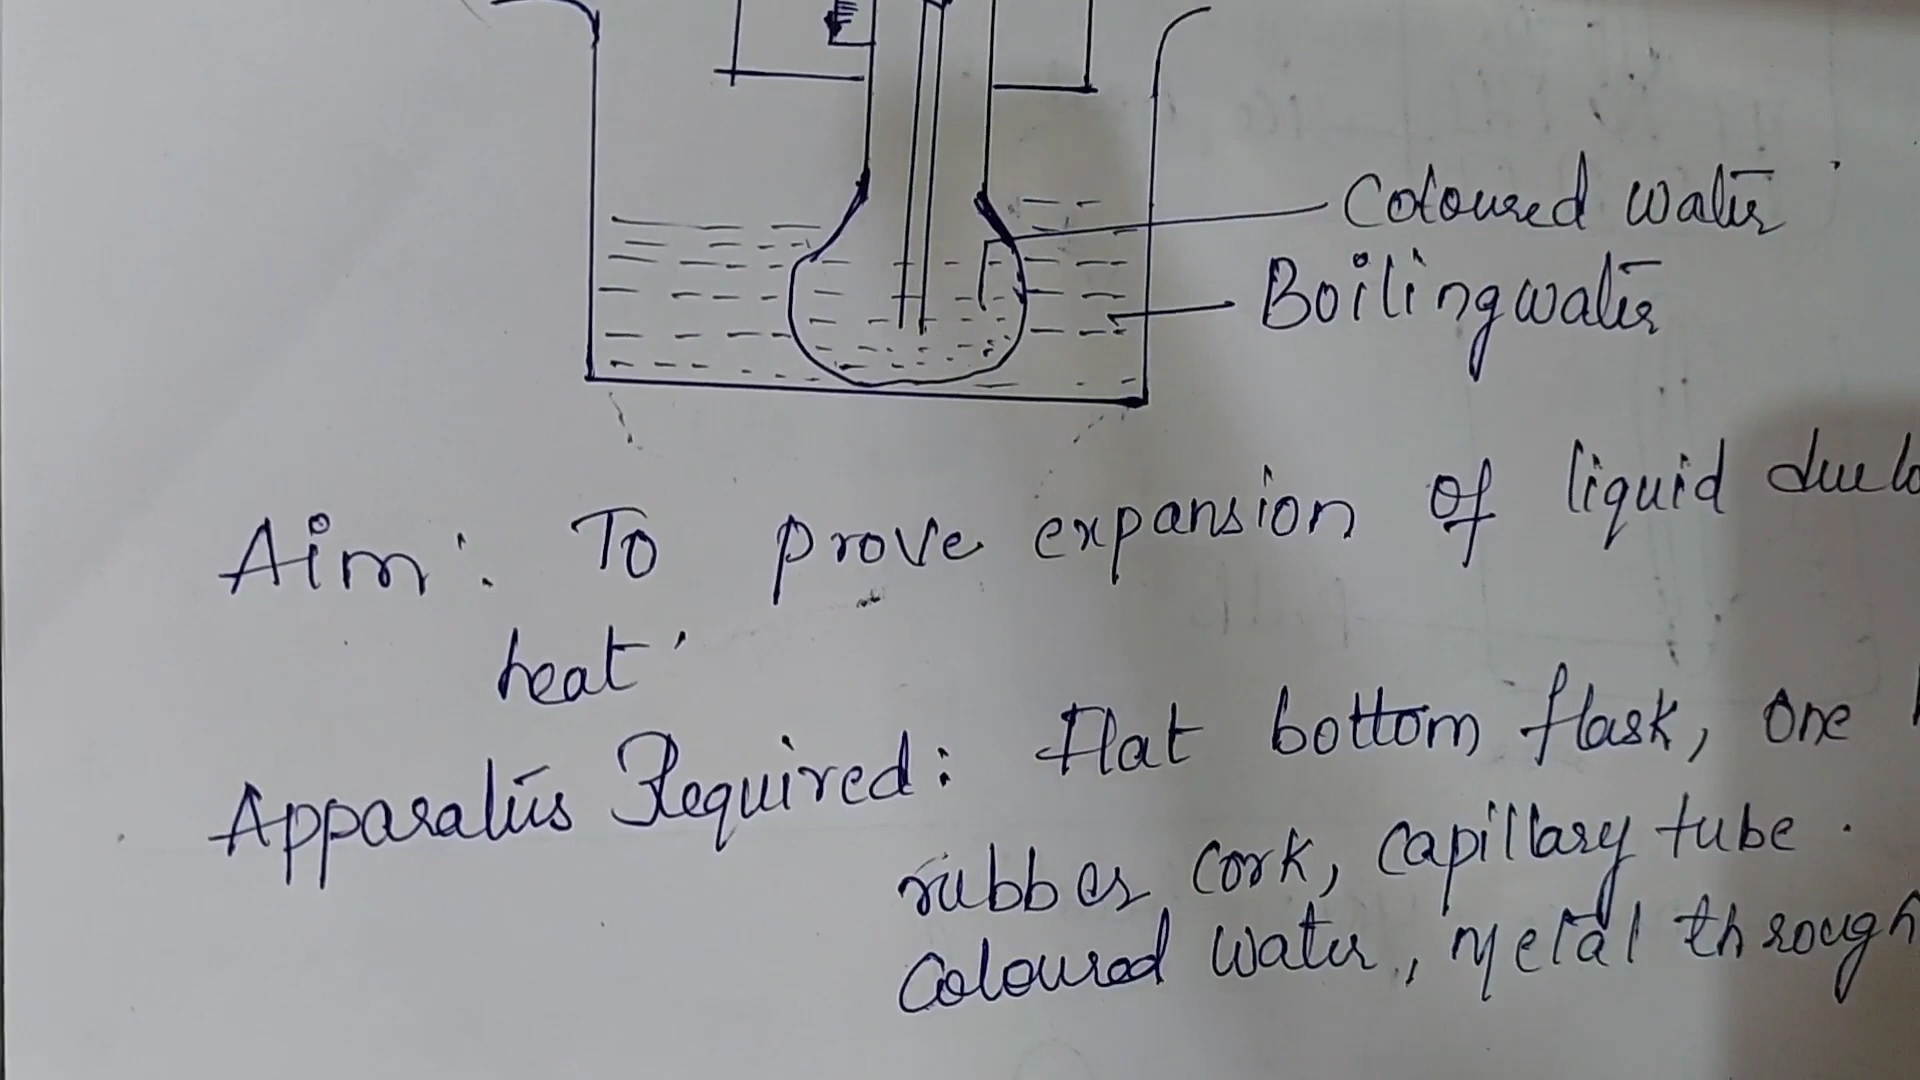 Coloured water
Boiling water
Aim: To prove expansion of liquid due to
heat.
Apparatus Required: Flat bottom flask, One
rubber cork, capillary tube.
Coloured water, Metal through